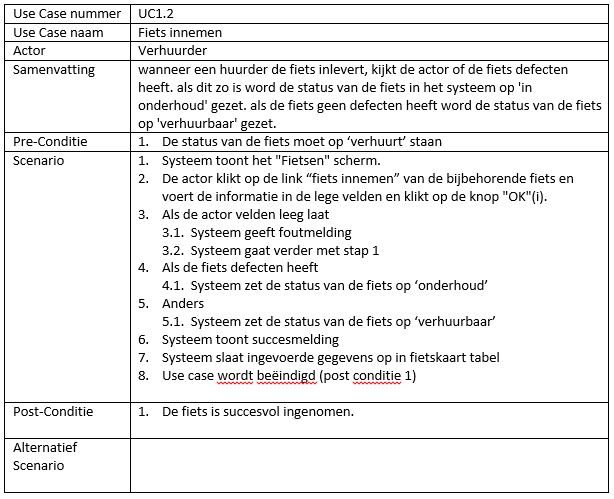 Use Case nummer UC1.2
Use Case naam Fiets innemen
Actor Verhuurder
Samenvatting wanneer een huurder de fiets inlevert, kijkt de actor of de fiets defecten
heeft. als dit zo is word de status van de fiets in het systeem op 'in
onderhoud' gezet. als de fiets geen defecten heeft word de status van de fiets
op 'verhuurbaar' gezet.
Pre-Conditie 1. De status van de fiets moet op ‘verhuurt’ staan
Scenario 1. Systeem toont het "Fietsen" scherm.
2. De actor klikt op de link “fiets innemen” van de bijbehorende fiets en
voert de informatie in de lege velden en klikt op de knop "OK"(i).
3. Als de actor velden leeg laat
3.1. Systeem geeft foutmelding
3.2. Systeem gaat verder met stap 1
4. Als de fiets defecten heeft
4.1. Systeem zet de status van de fiets op ‘onderhoud’
5. Anders
5.1. Systeem zet de status van de fiets op ‘verhuurbaar’
6. Systeem toont succesmelding
7. Systeem slaat ingevoerde gegevens op in fietskaart tabel
8. Use case wordt beëindigd (post conditie 1)
Post-Conditie 1. De fiets is succesvol ingenomen.
Alternatief
Scenario